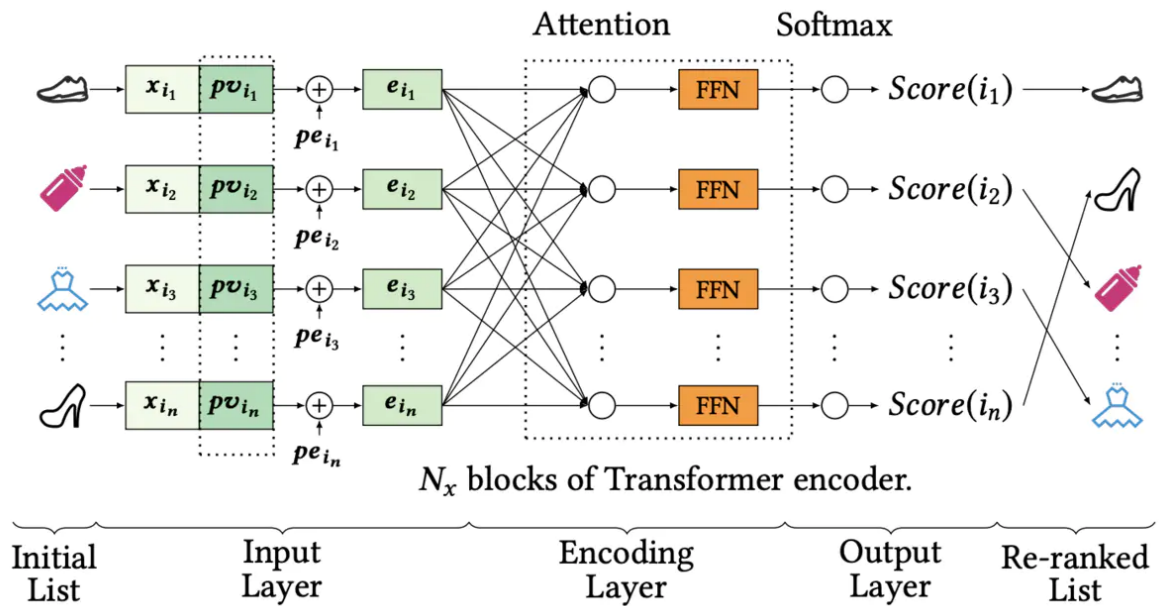 Attention Softmax
x_{i_1} pv_{i_1} + e_{i_1} FFN Score(i_1)
pe_{i_1}
x_{i_2} pv_{i_2} + e_{i_2} FFN Score(i_2)
pe_{i_2}
x_{i_3} pv_{i_3} + e_{i_3} FFN Score(i_3)
pe_{i_3}
x_{i_n} pv_{i_n} + e_{i_n} FFN Score(i_n)
pe_{i_n}
N_x blocks of Transformer encoder.
Initial List
Input Layer
Encoding Layer
Output Layer
Re-ranked List